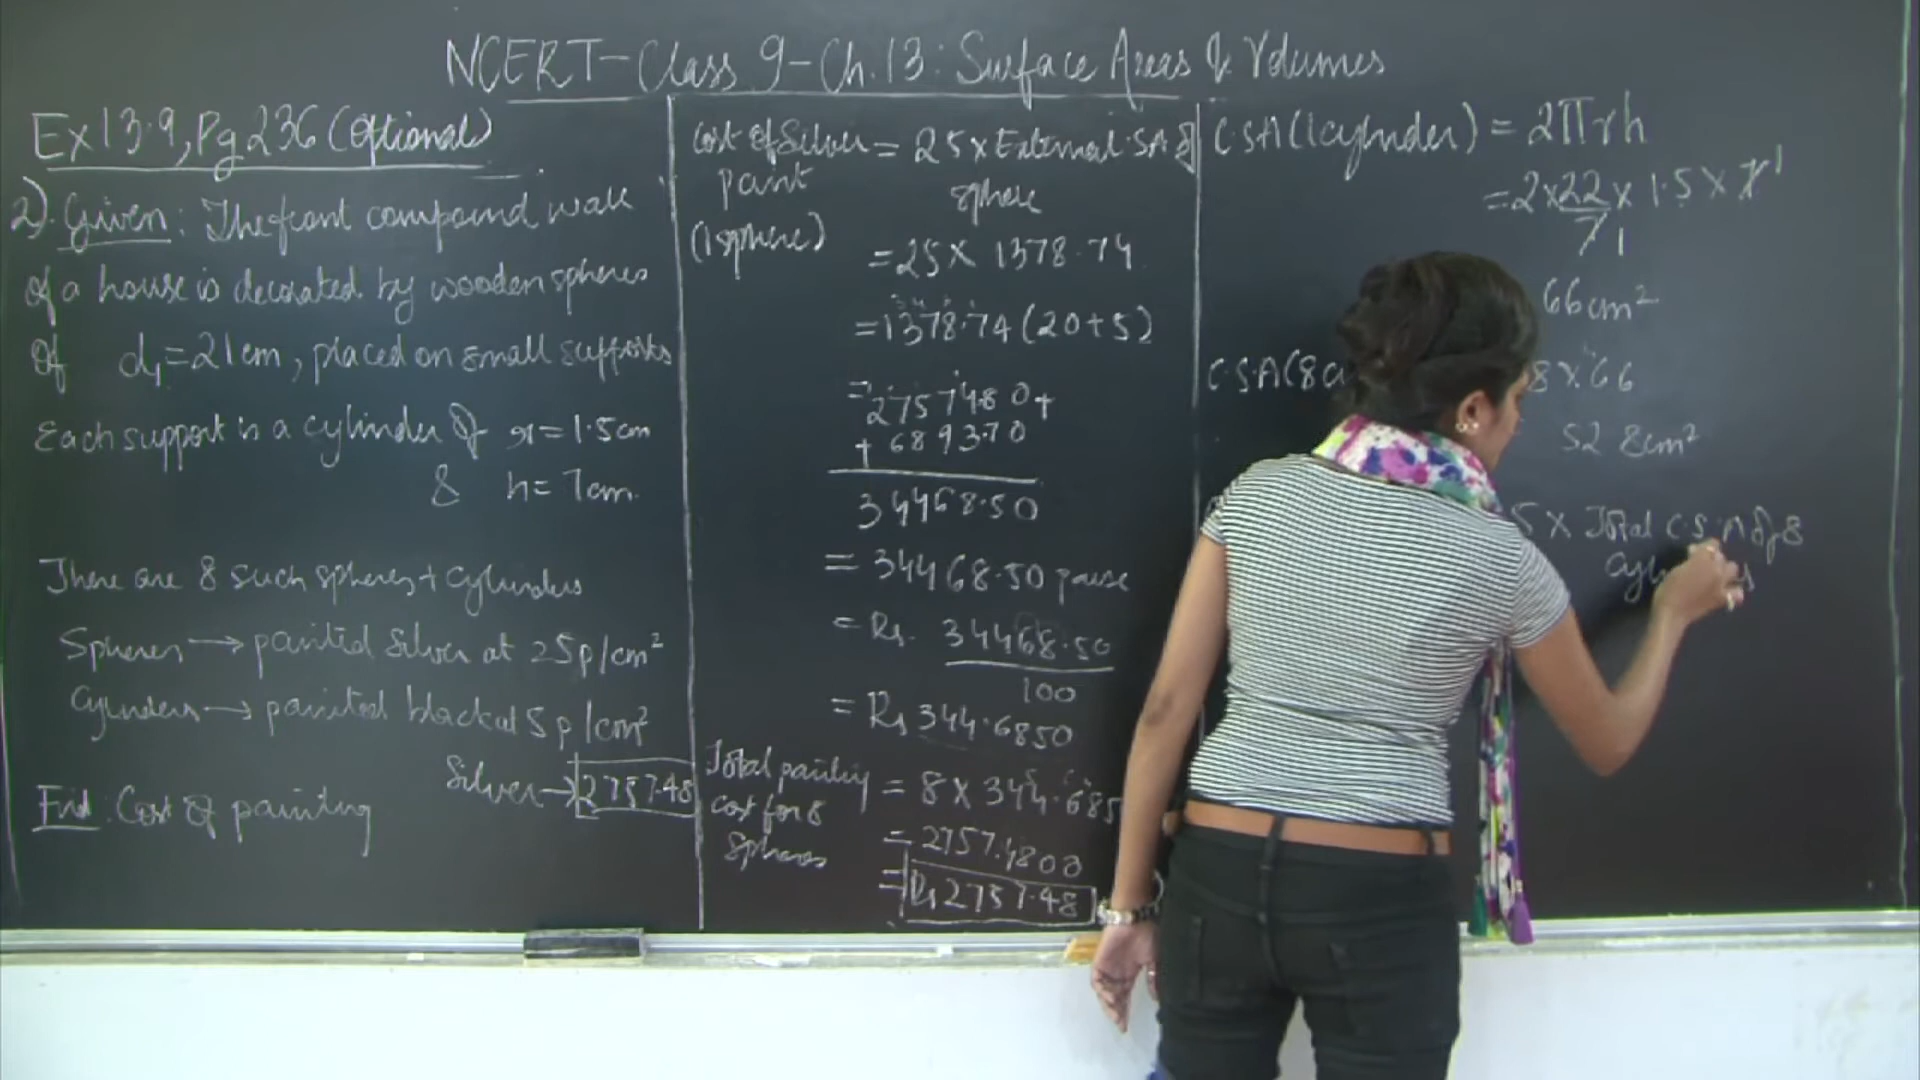 NCERT-Class 9-Ch.13: Surface Areas & Volumes
Ex 13.9, Pg 236 (Optional)
2). Given: The front compound wall
of a house is decorated by wooden spheres
of d₁=21cm, placed on small supports
Each support is a cylinder of r=1.5cm
& h=7cm.
There are 8 such spheres + cylinders
Spheres → painted silver at 25p/cm²
Cylinders → painted black at 5p/cm²
Silver → 2757.48
Find: Cost of painting
Cost of Silver = 25 x External SA of
paint sphere
(1 sphere)
= 25 x 1378.74
= 1378.74 (20+5)
= 27574.80 +
+ 6893.70
34468.50
= 34468.50 paise
= Rs. 34468.50
100
= Rs 344.6850
Total painting = 8 x 344.685
cost for 8
spheres
= 2757.4800
= Rs 2757.48
CSA (1 cylinder) = 2πrh
= 2 x 22 x 1.5 x 7 1
7 1
66cm²
C.S.A (8 8 x 66
528cm²
5 x Total C.S.A of 8